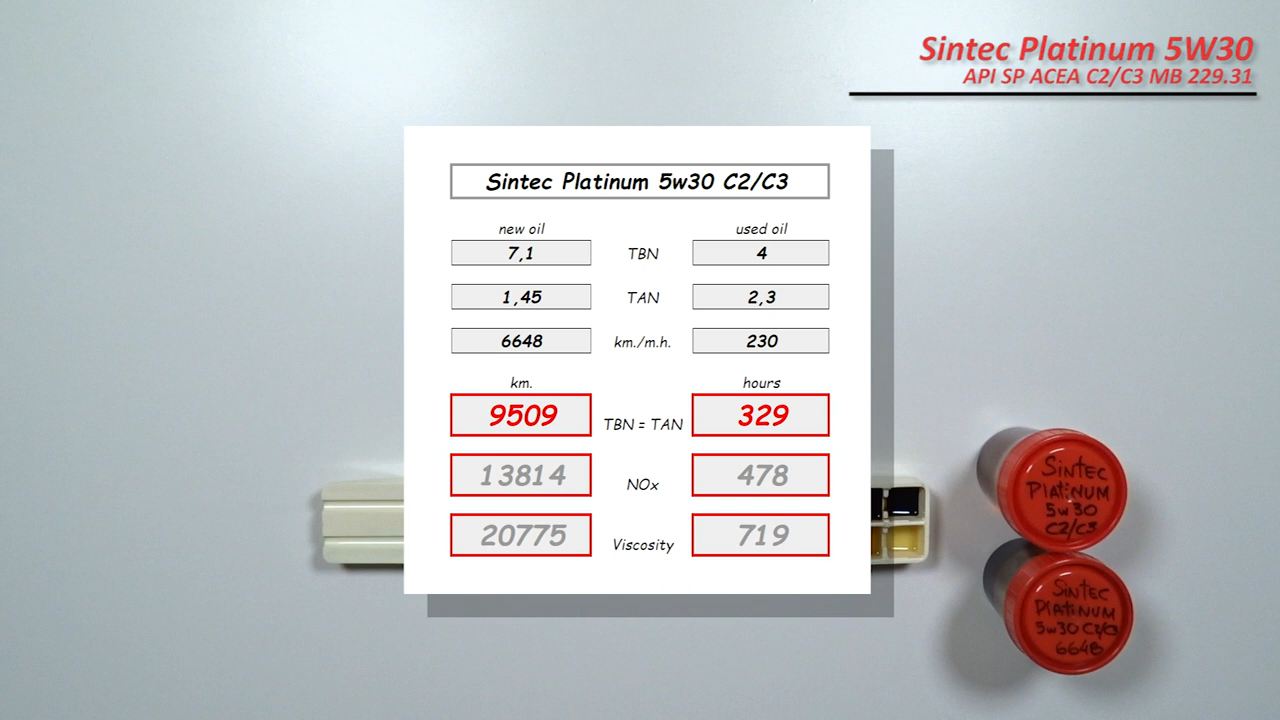 Sintec Platinum 5W30
API SP ACEA C2/C3 MB 229.31
Sintec Platinum 5w30 C2/C3
new oil used oil
7,1 TBN 4
1,45 TAN 2,3
6648 km./m.h. 230
km. hours
9509 TBN = TAN 329
13814 NOx 478
20775 Viscosity 719
SiNTEC
PlATiNUM
5w30
C2/C3
SiNTEC
PlATiNUM
5w30 C2/C3
6648